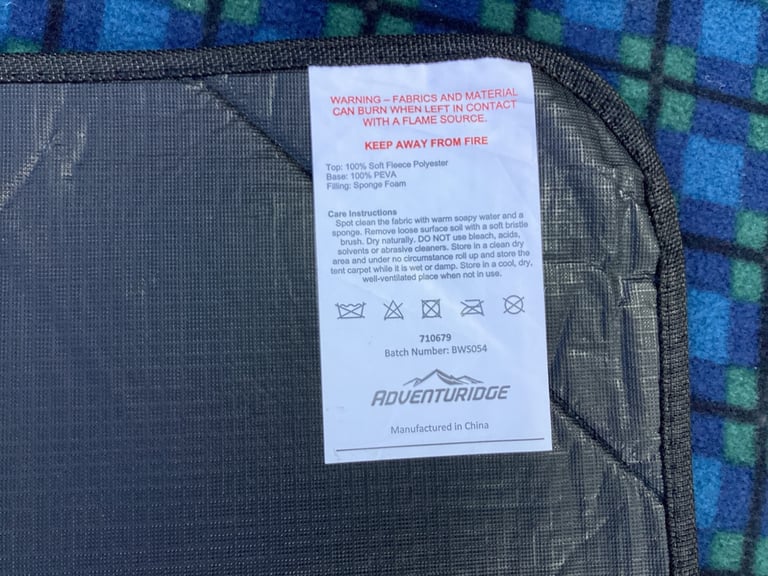 WARNING – FABRICS AND MATERIAL
CAN BURN WHEN LEFT IN CONTACT
WITH A FLAME SOURCE.
KEEP AWAY FROM FIRE
Top: 100% Soft Fleece Polyester
Base: 100% PEVA
Filling: Sponge Foam
Care Instructions
Spot clean the fabric with warm soapy water and a
sponge. Remove loose surface soil with a soft bristle
brush. Dry naturally. DO NOT use bleach, acids,
solvents or abrasive cleaners. Store in a clean dry
area and under no circumstance roll up and store the
tent carpet while it is wet or damp. Store in a cool, dry,
well-ventilated place when not in use.
710679
Batch Number: BWS054
ADVENTURIDGE
Manufactured in China